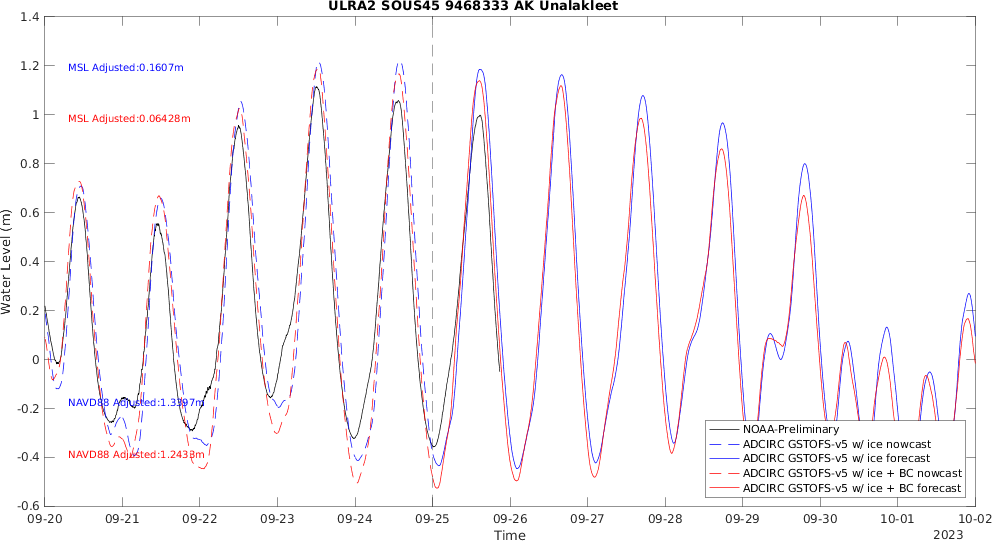 ULRA2 SOUS45 9468333 AK Unalakleet
Water Level (m)
1.4
1.2
1
0.8
0.6
0.4
0.2
0
-0.2
-0.4
-0.6
MSL Adjusted:0.1607m
MSL Adjusted:0.06428m
NAVD88 Adjusted:1.3397m
NAVD88 Adjusted:1.2433m
NOAA-Preliminary
ADCIRC GSTOFS-v5 w/ ice nowcast
ADCIRC GSTOFS-v5 w/ ice forecast
ADCIRC GSTOFS-v5 w/ ice + BC nowcast
ADCIRC GSTOFS-v5 w/ ice + BC forecast
09-20 09-21 09-22 09-23 09-24 09-25 09-26 09-27 09-28 09-29 09-30 10-01 10-02
Time
2023